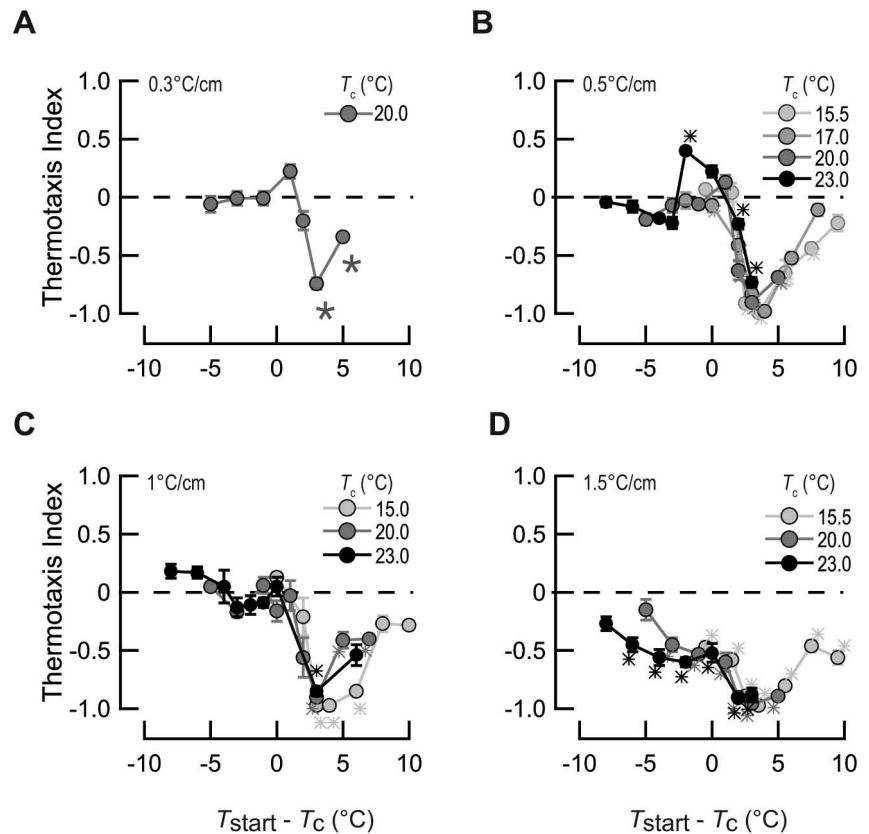 A
0.3°C/cm
Tc (°C)
20.0
1.0
0.5
0
-0.5
-1.0
Thermotaxis Index
-10 -5 0 5 10
B
0.5°C/cm
Tc (°C)
15.5
17.0
20.0
23.0
1.0
0.5
0
-0.5
-1.0
-10 -5 0 5 10
C
1°C/cm
Tc (°C)
15.0
20.0
23.0
1.0
0.5
0
-0.5
-1.0
Thermotaxis Index
-10 -5 0 5 10
Tstart - Tc (°C)
D
1.5°C/cm
Tc (°C)
15.5
20.0
23.0
1.0
0.5
0
-0.5
-1.0
-10 -5 0 5 10
Tstart - Tc (°C)